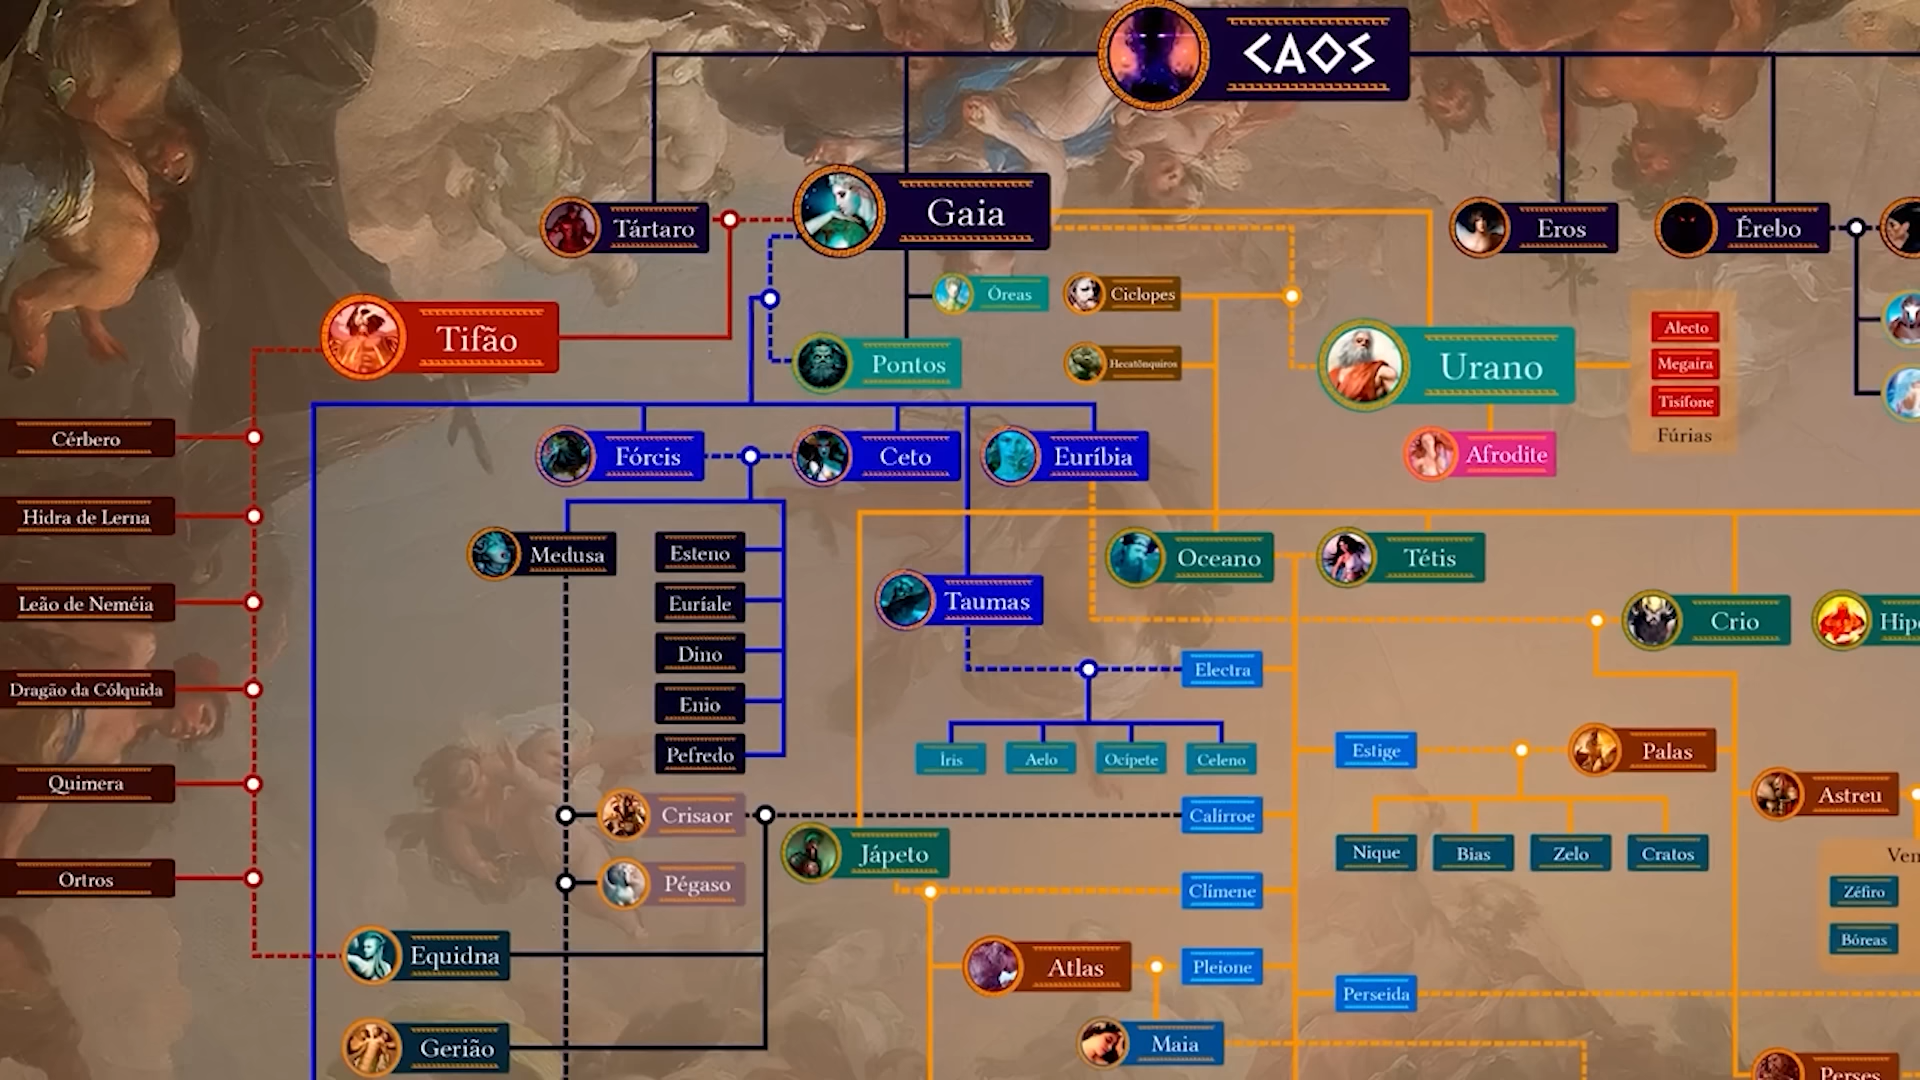 CAOS
Tártaro
Gaia
Eros
Érebo
Óreas
Ciclopes
Tifão
Pontos
Hecatônquiros
Urano
Alecto
Megaira
Tisífone
Fúrias
Cérbero
Fórcis
Ceto
Euríbia
Afrodite
Hidra de Lerna
Medusa
Esteno
Oceano
Tétis
Leão de Neméia
Euríale
Taumas
Crio
Hipe
Dino
Electra
Dragão da Cólquida
Enio
Pefredo
Íris
Aelo
Ocípete
Celeno
Estige
Palas
Quimera
Astreu
Crisaor
Calírroe
Jápeto
Nique
Bias
Zelo
Cratos
Ven
Ortros
Pégaso
Clímene
Zéfiro
Equidna
Bóreas
Atlas
Pleione
Perseida
Gerião
Maia
Perses